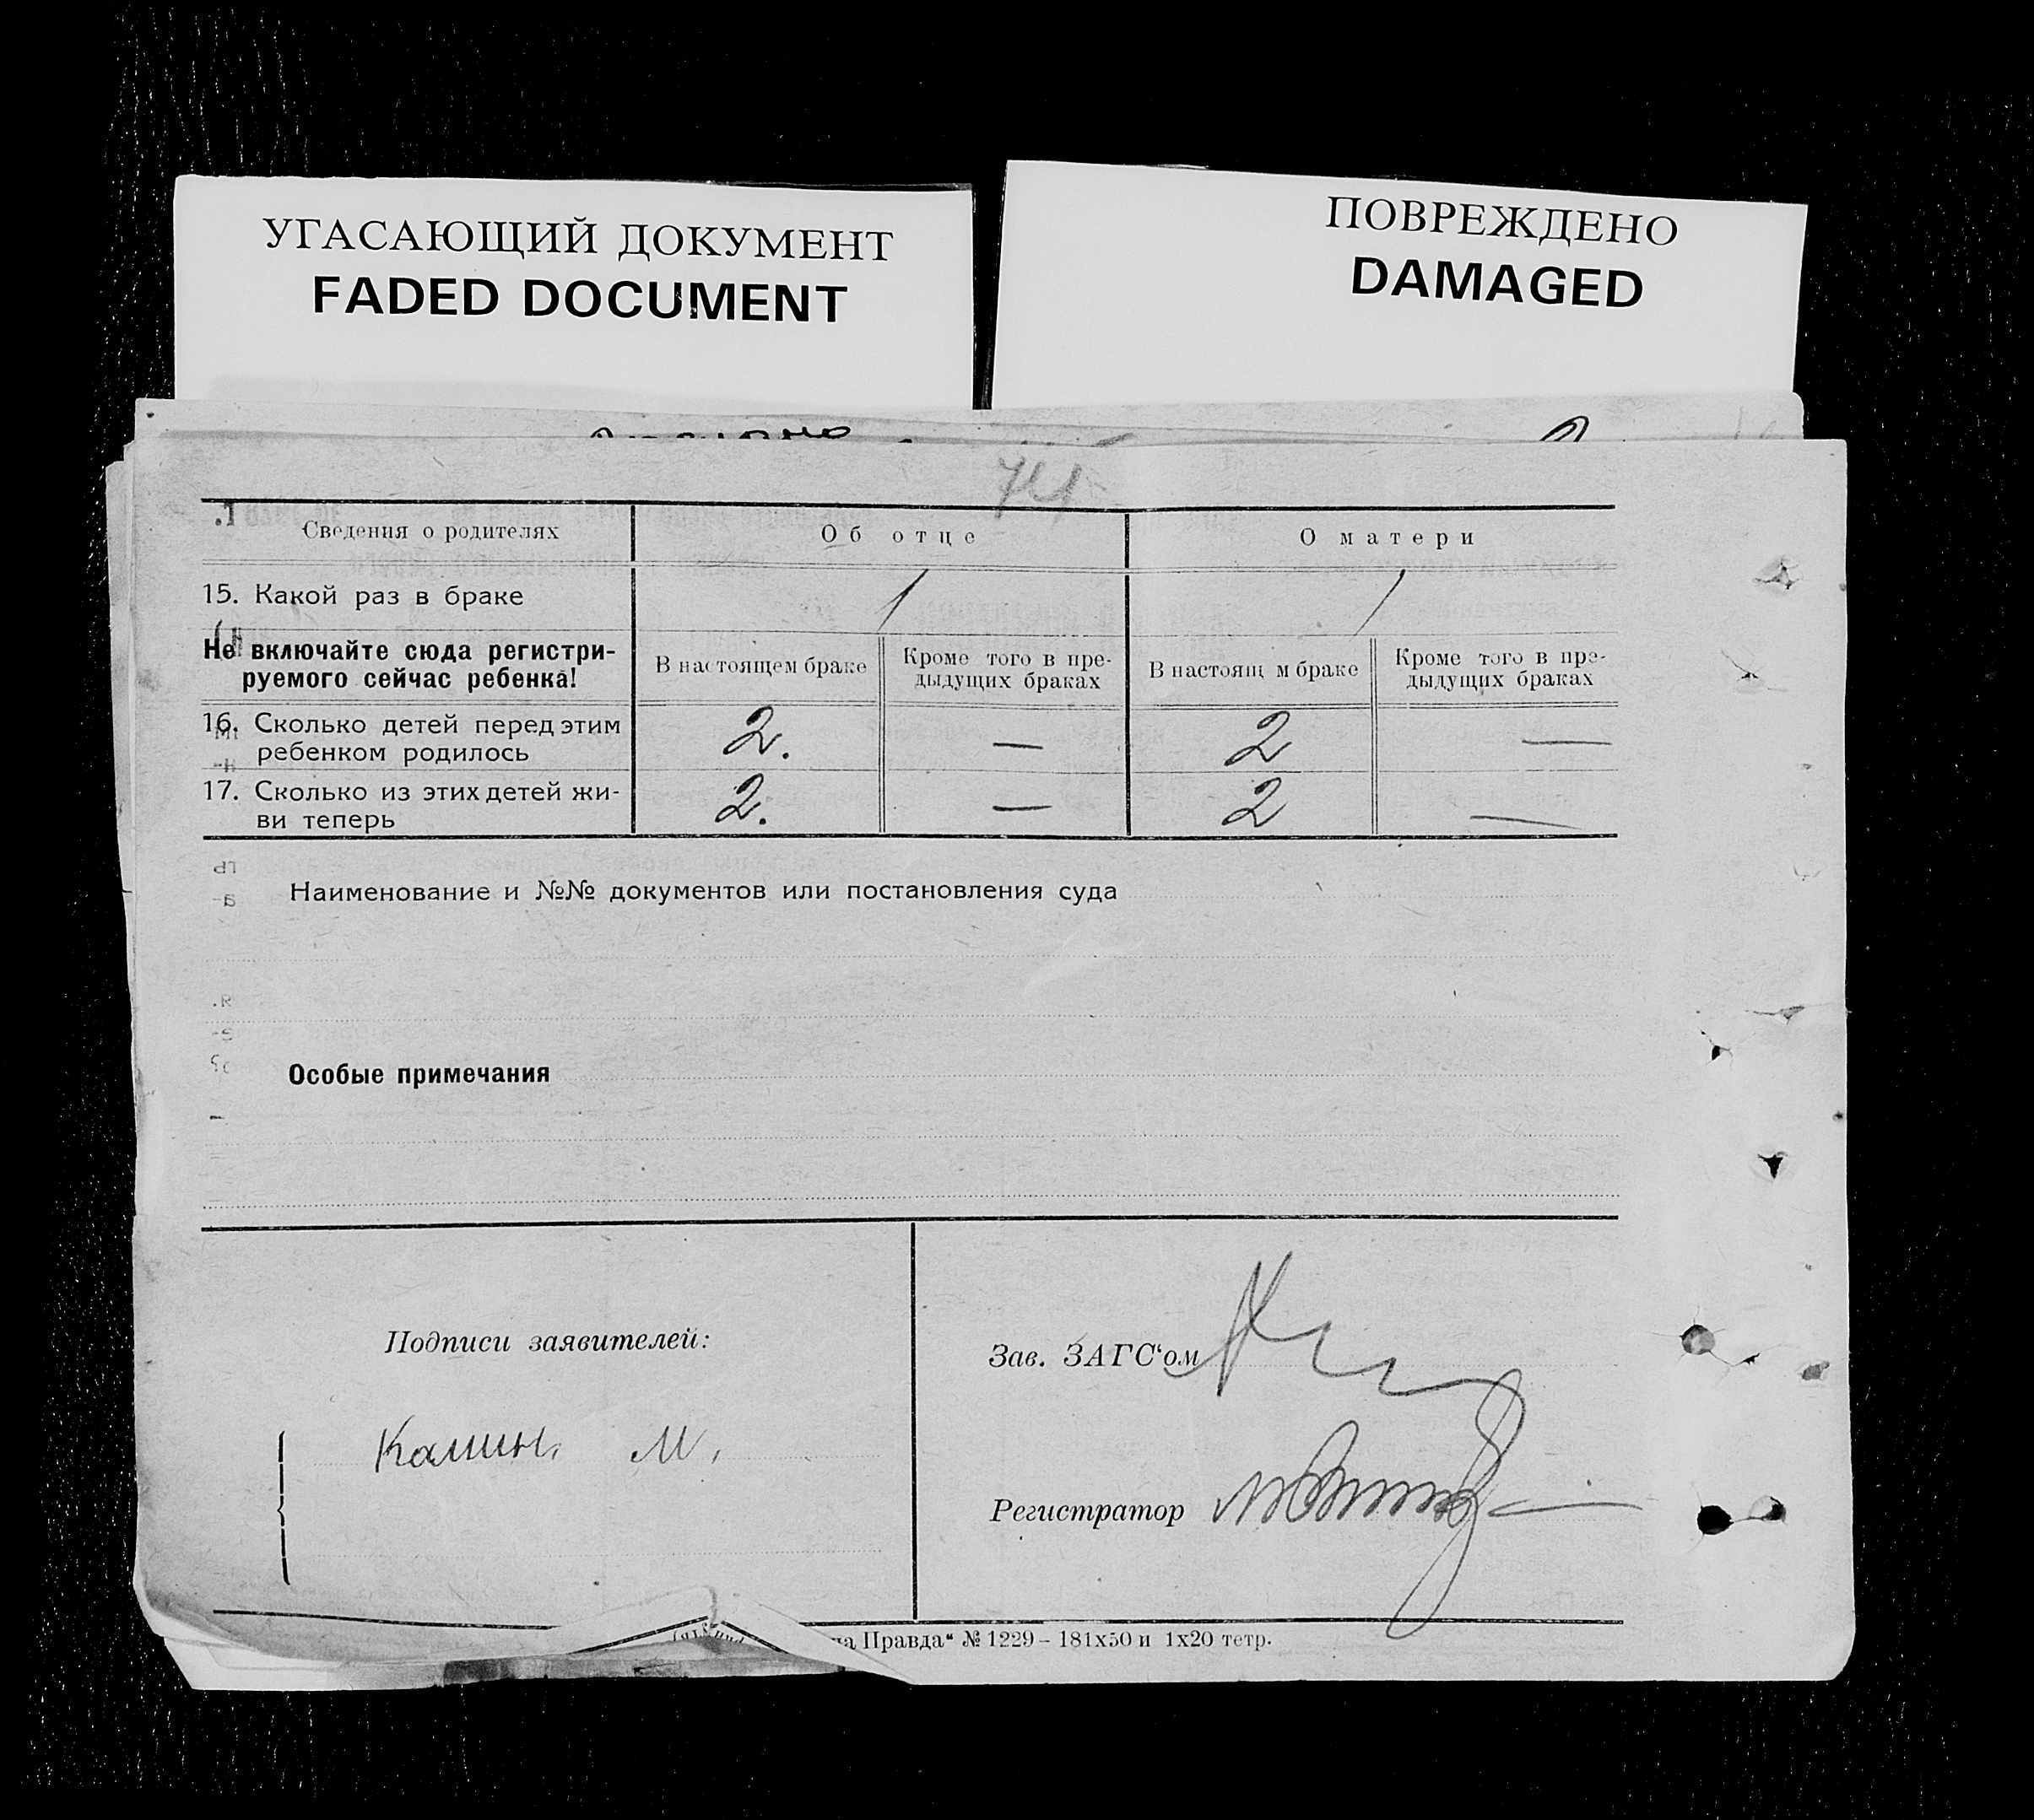 УГАСАЮЩИЙ ДОКУМЕНТ
FADED DOCUMENT
ПОВРЕЖДЕНО
DAMAGED
Сведения о родителях Об отце О матери
15. Какой раз в браке 1 1
Не включайте сюда регистри-
руемого сейчас ребенка!
В настоящем браке
Кроме того в пре-
дыдущих браках
В настоящ м браке
Кроме того в пре-
дыдущих браках
16. Сколько детей перед этим
ребенком родилось 2. — 2 —
17. Сколько из этих детей жи-
ви теперь 2. — 2 —
Наименование и №№ документов или постановления суда
Особые примечания
Подписи заявителей:
Калин. М.
Зав. ЗАГС“ом
Регистратор
Правда“ № 1229 – 181х50 и 1х20 тетр.